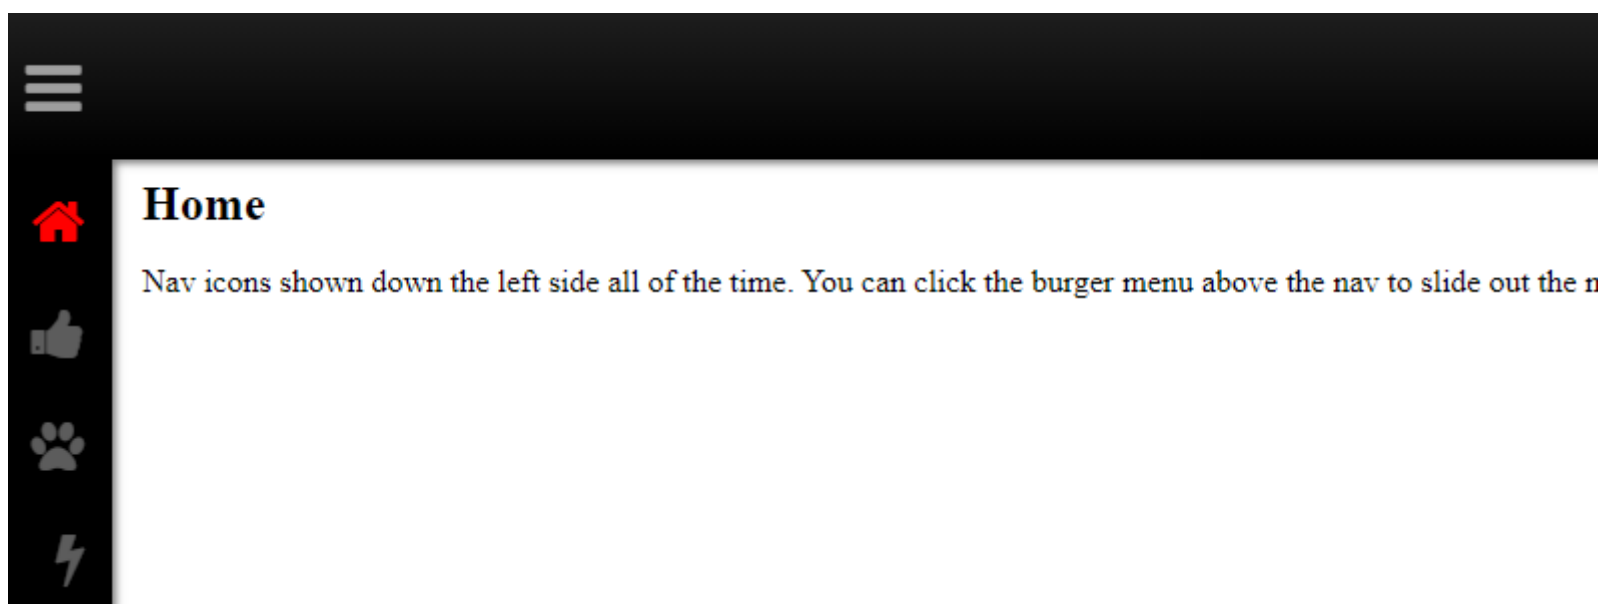 Home
Nav icons shown down the left side all of the time. You can click the burger menu above the nav to slide out the